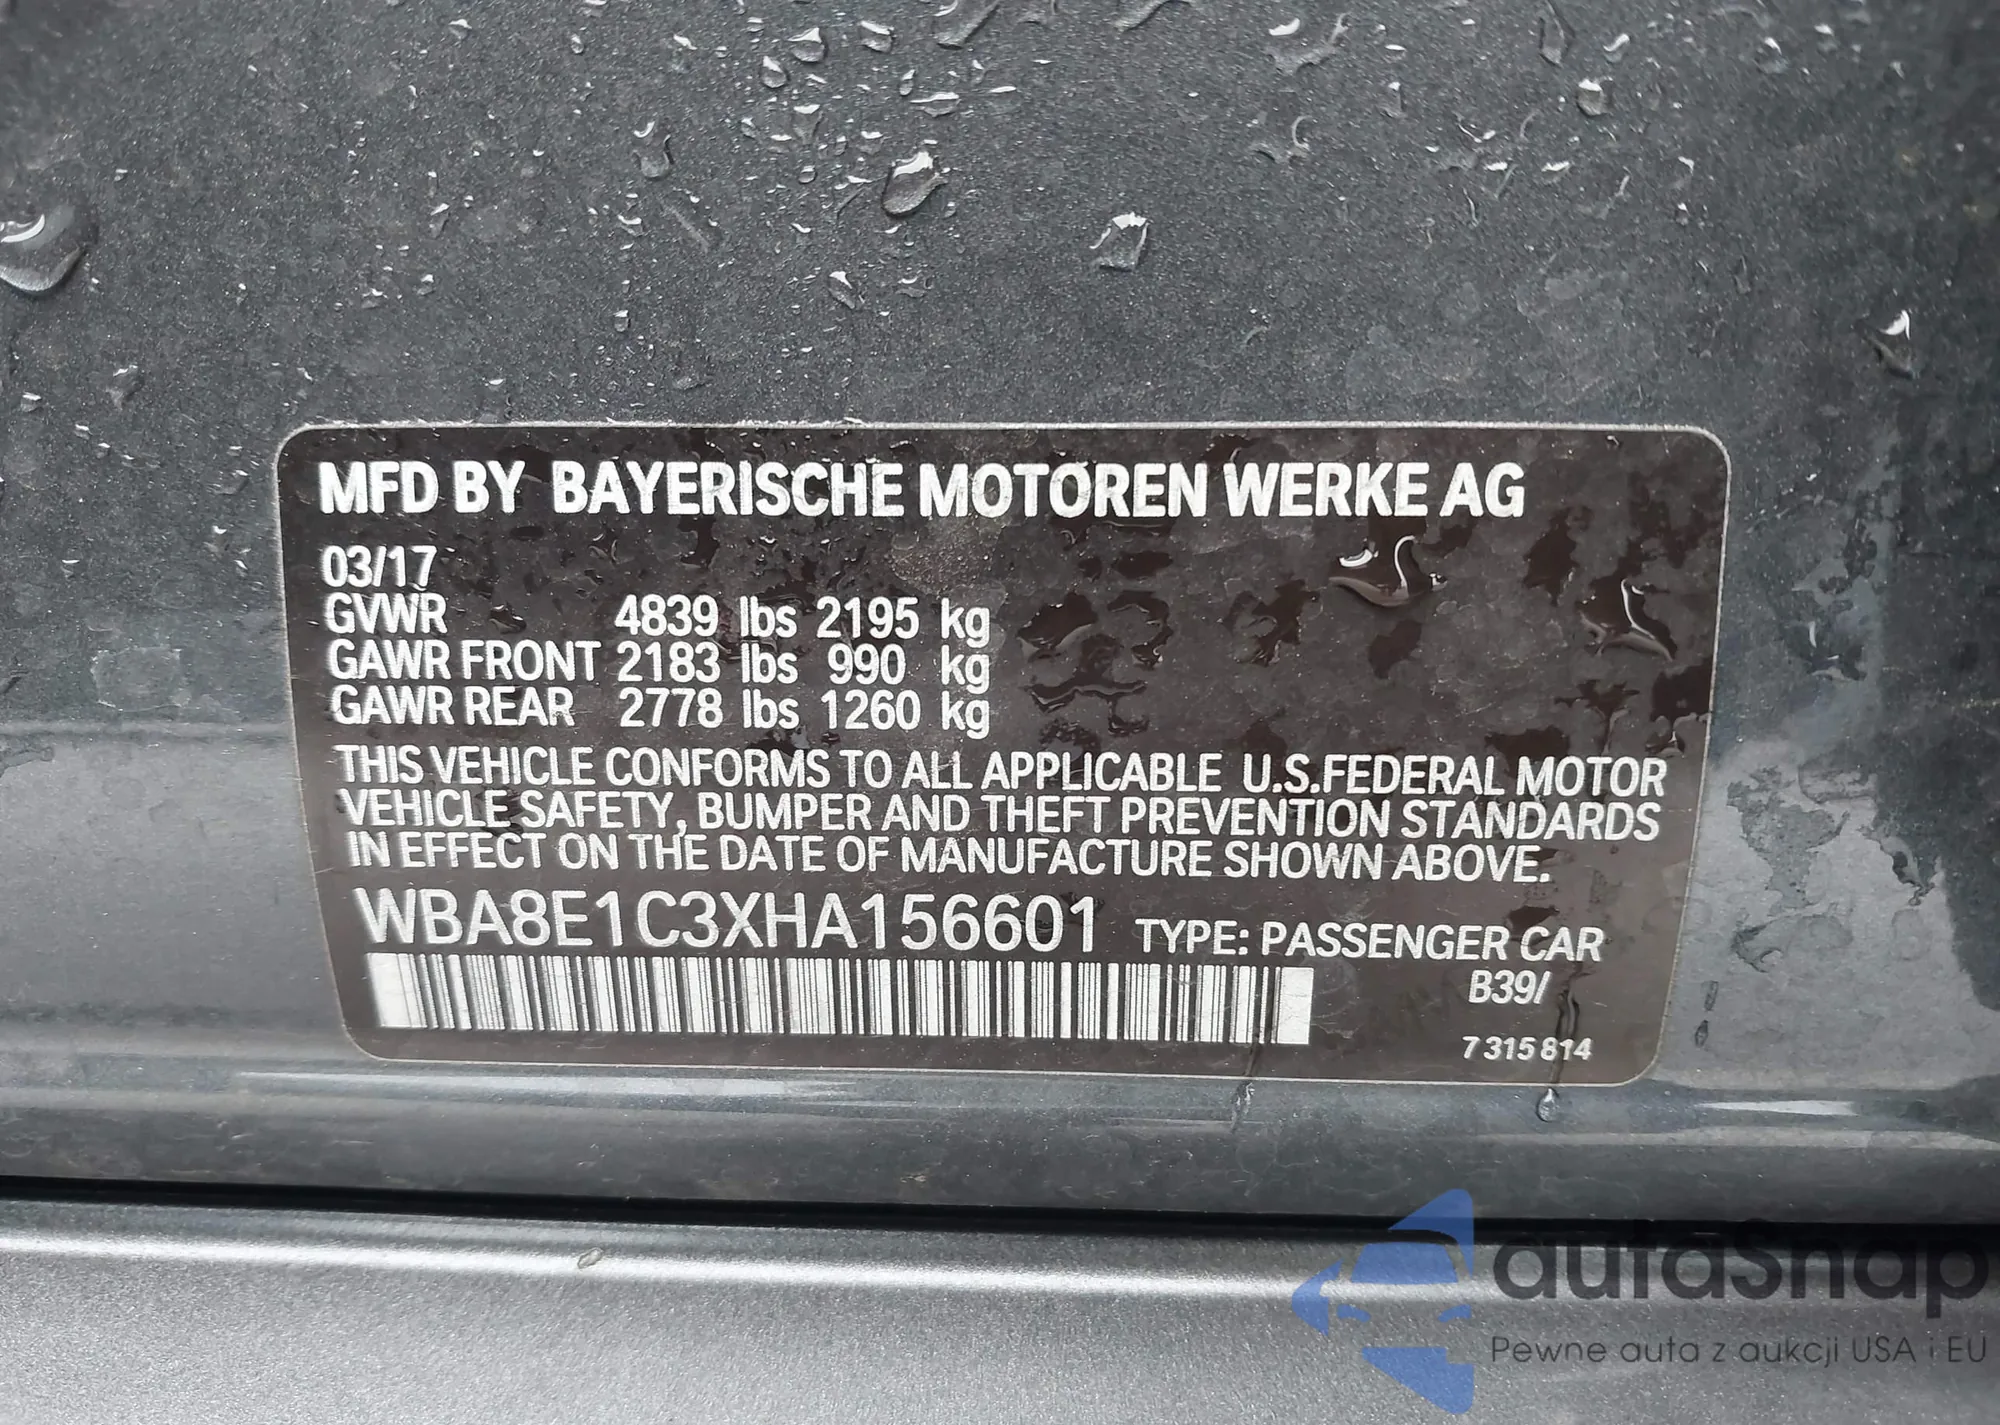 MFD BY BAYERISCHE MOTOREN WERKE AG
03/17
GVWR 4839 lbs 2195 kg
GAWR FRONT 2183 lbs 990 kg
GAWR REAR 2778 lbs 1260 kg
THIS VEHICLE CONFORMS TO ALL APPLICABLE U.S.FEDERAL MOTOR
VEHICLE SAFETY, BUMPER AND THEFT PREVENTION STANDARDS
IN EFFECT ON THE DATE OF MANUFACTURE SHOWN ABOVE.
WBA8E1C3XHA156601 TYPE: PASSENGER CAR
B39/
7 315 814
autaSnap
Pewne auta z aukcji USA i EU